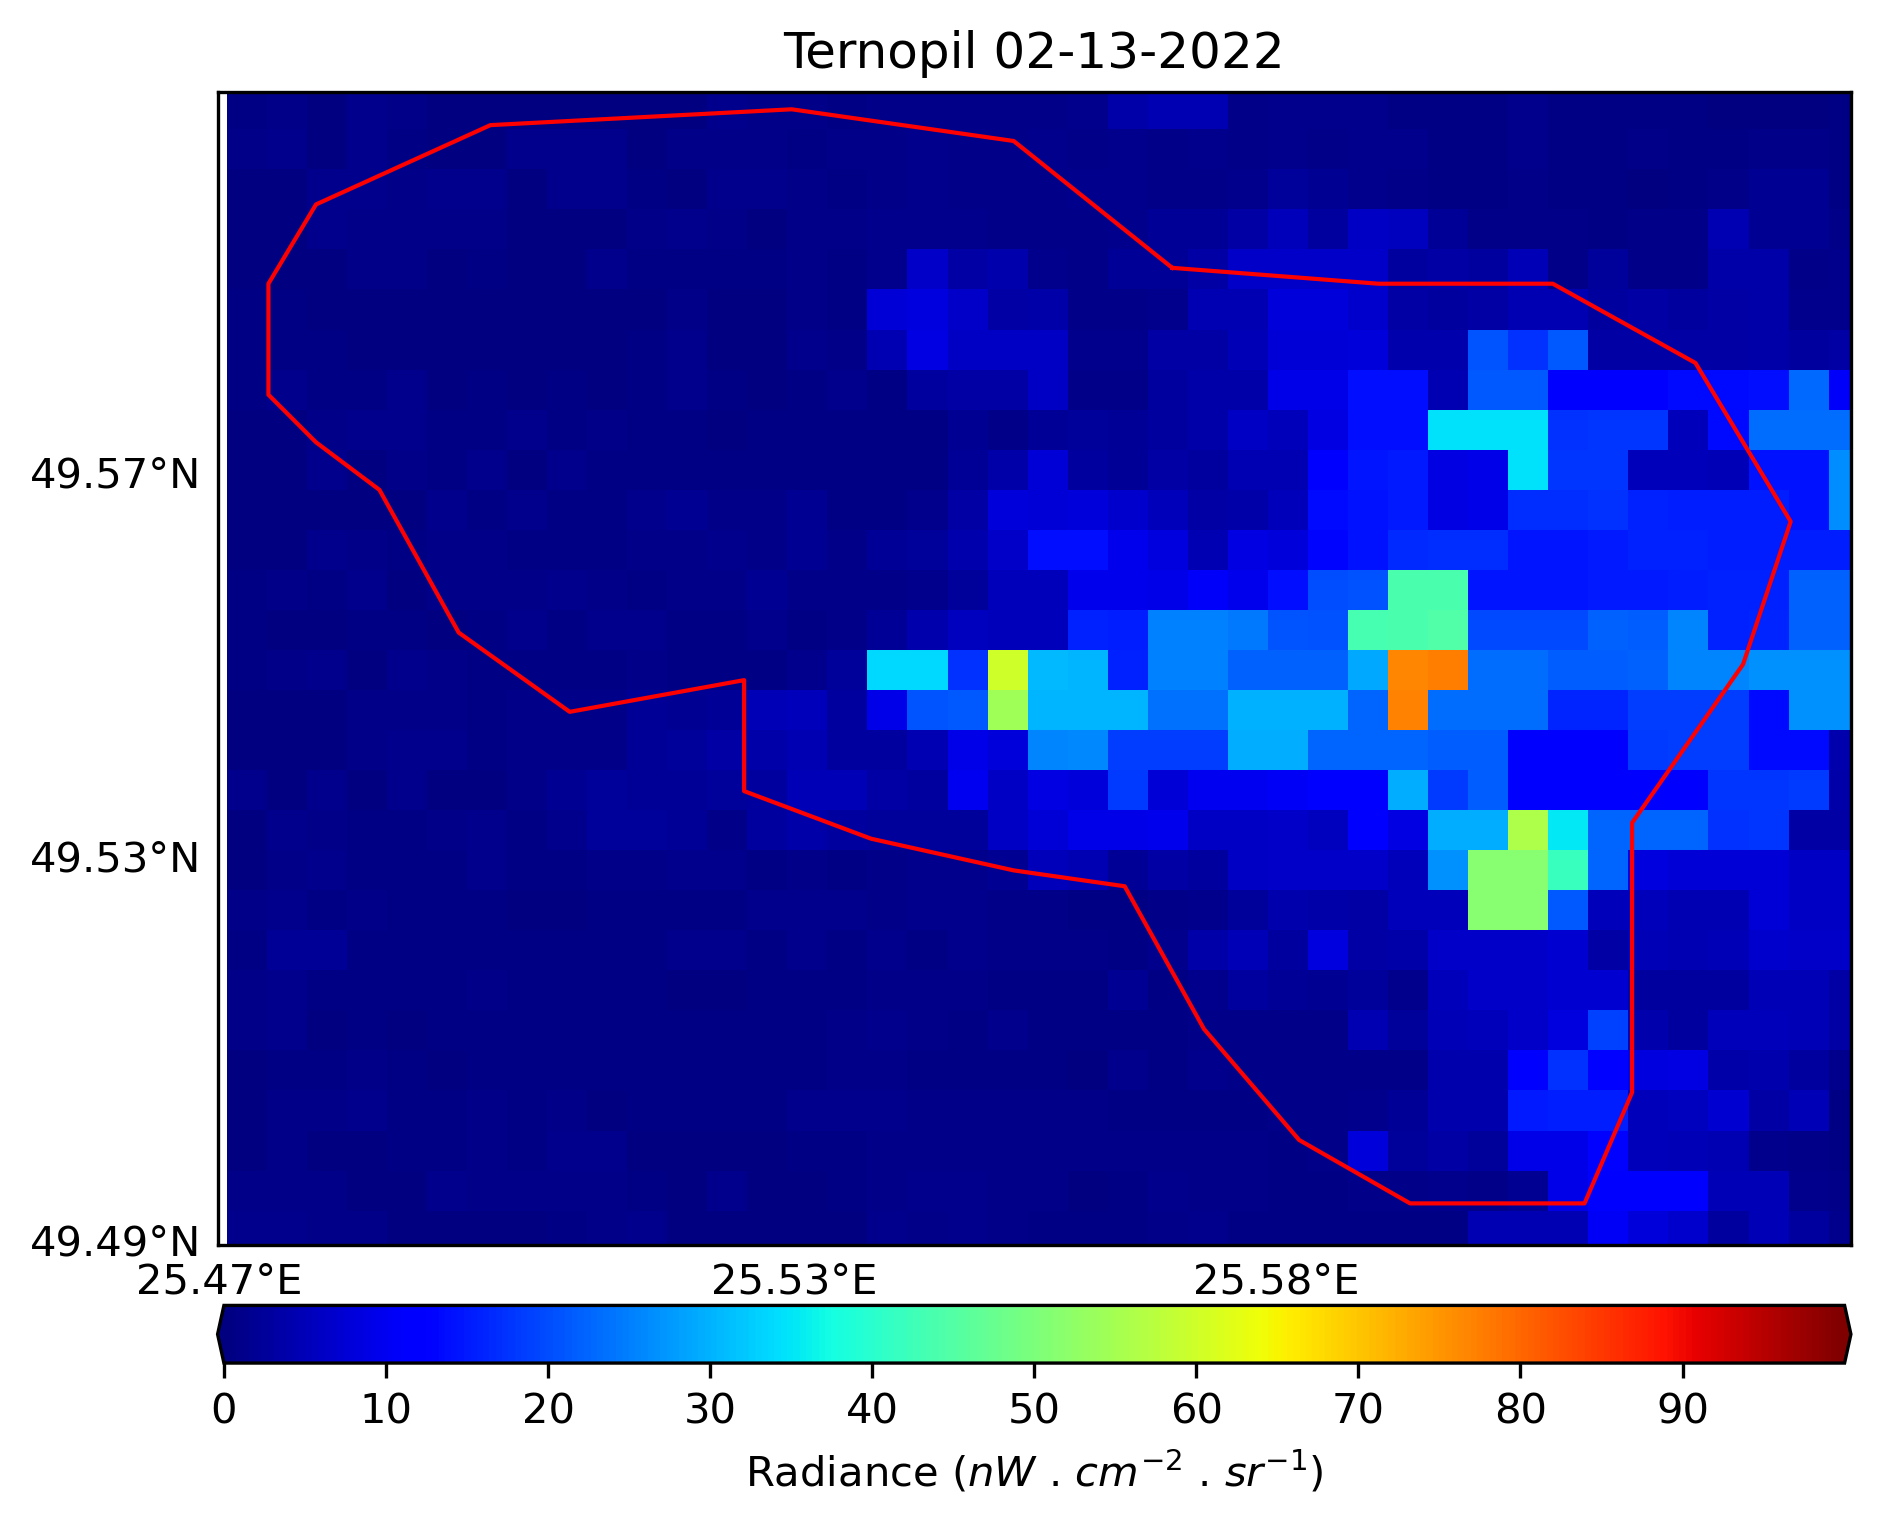 Ternopil 02-13-2022
49.57°N
49.53°N
49.49°N
25.47°E 25.53°E 25.58°E
0 10 20 30 40 50 60 70 80 90
Radiance (nW . cm⁻² . sr⁻¹)